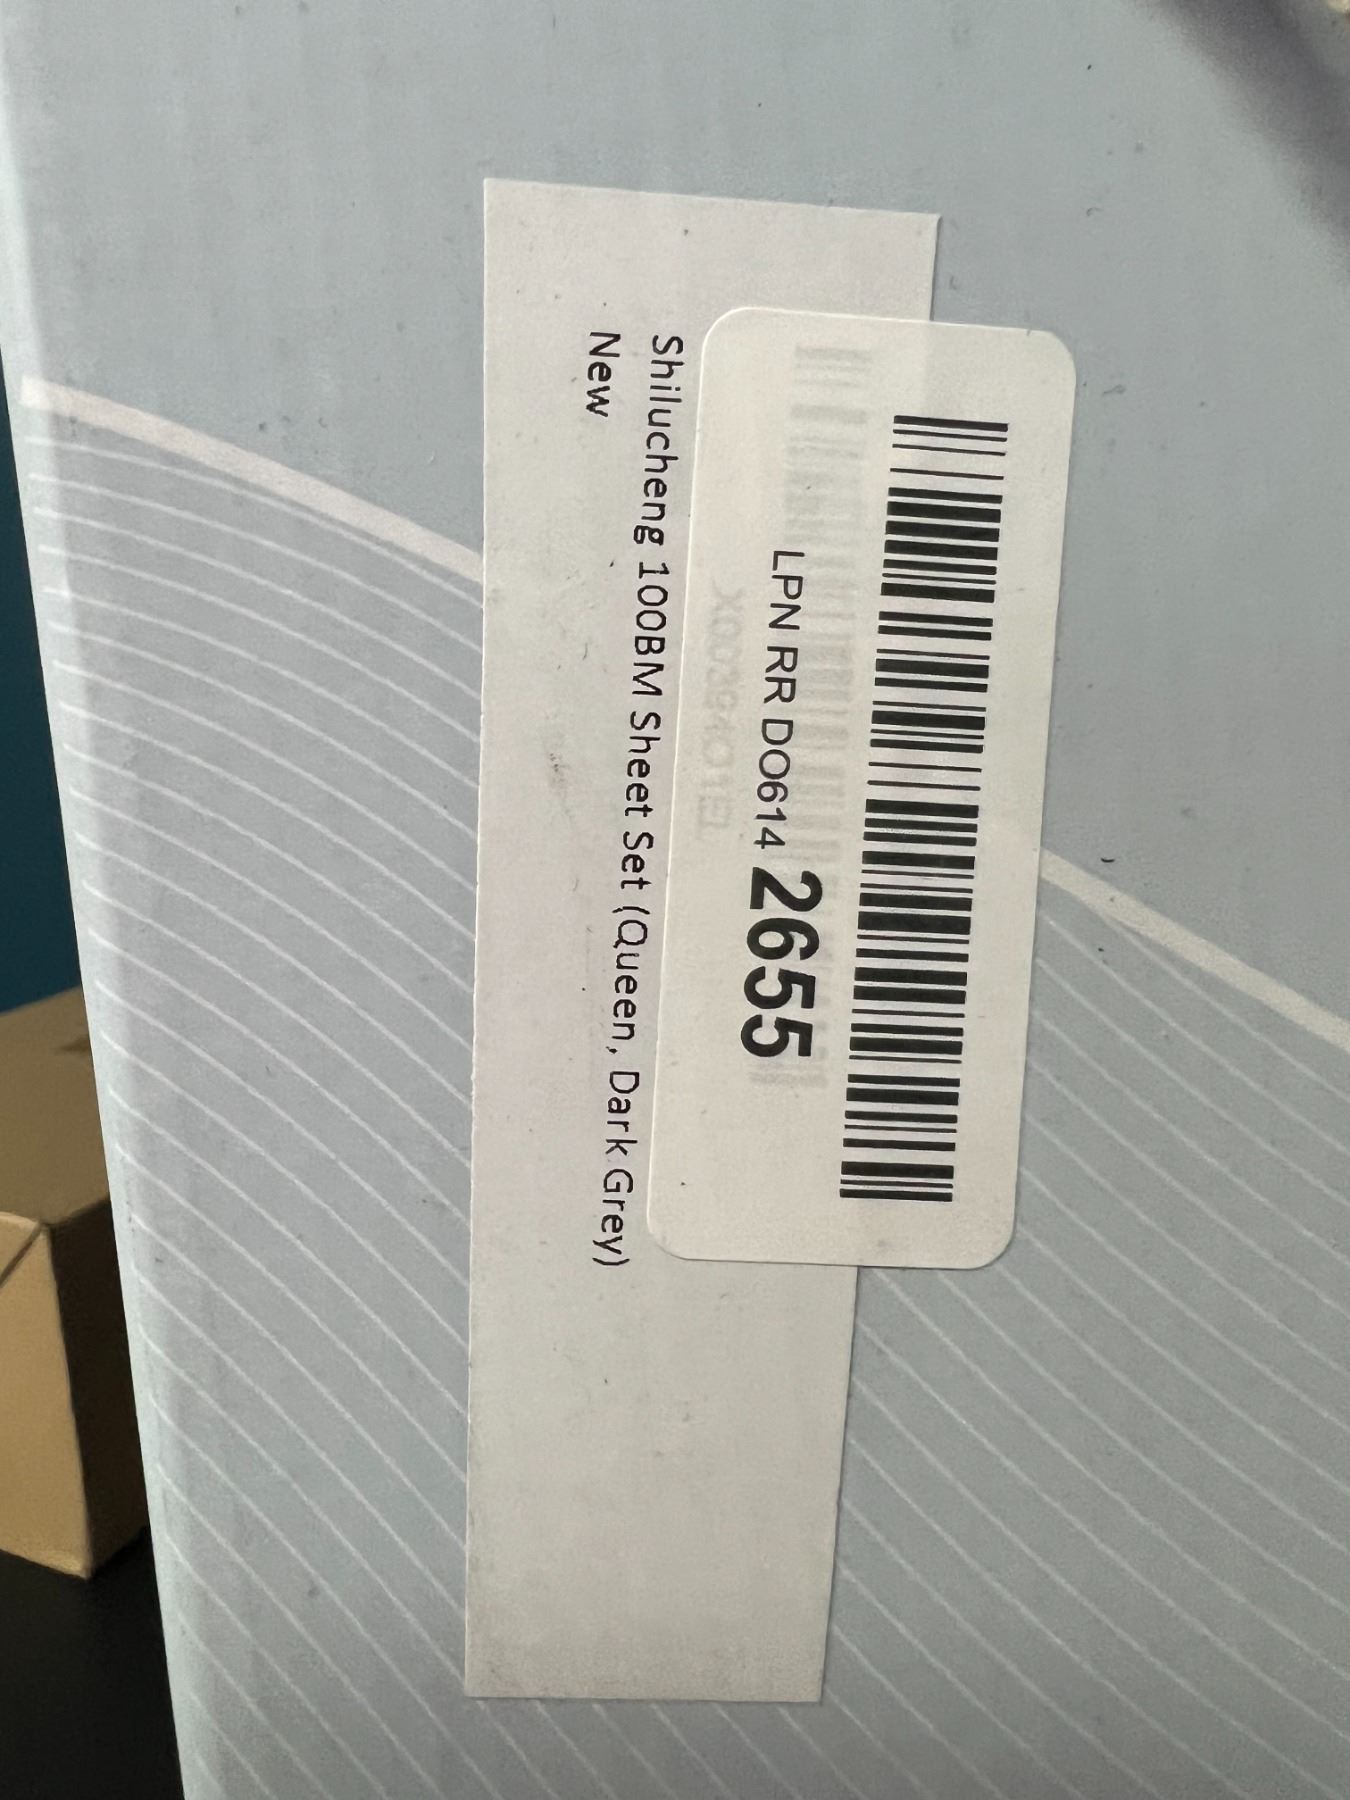 LPN RR DO614 2655
Shilucheng 100BM Sheet Set (Queen, Dark Grey)
New